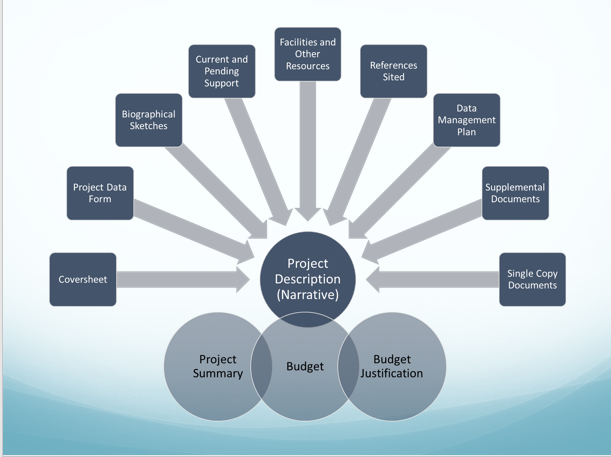 Facilities and
Other
Resources
Current and
Pending
Support
References
Sited
Biographical
Sketches
Data
Management
Plan
Project Data
Form
Supplemental
Documents
Coversheet
Project
Description
(Narrative)
Single Copy
Documents
Project
Summary
Budget
Budget
Justification